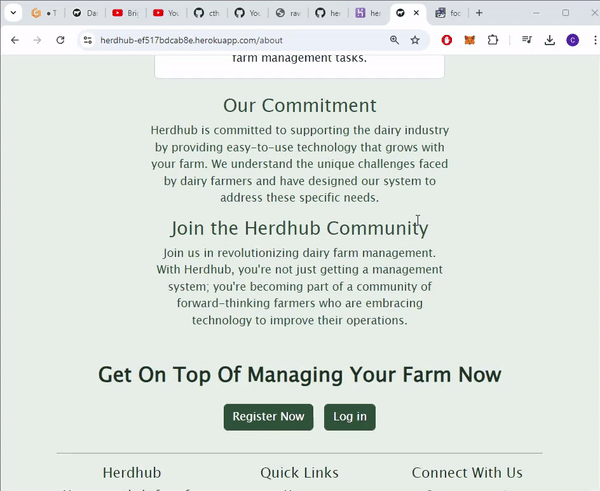 T
Da
Bri
You
cth
You
rav
her
he
foo
herdhub-ef517bdcab8e.herokuapp.com/about
C
farm management tasks.
Our Commitment
Herdhub is committed to supporting the dairy industry
by providing easy-to-use technology that grows with
your farm. We understand the unique challenges faced
by dairy farmers and have designed our system to
address these specific needs.
Join the Herdhub Community
Join us in revolutionizing dairy farm management.
With Herdhub, you're not just getting a management
system; you're becoming part of a community of
forward-thinking farmers who are embracing
technology to improve their operations.
Get On Top Of Managing Your Farm Now
Register Now
Log in
Herdhub
Quick Links
Connect With Us